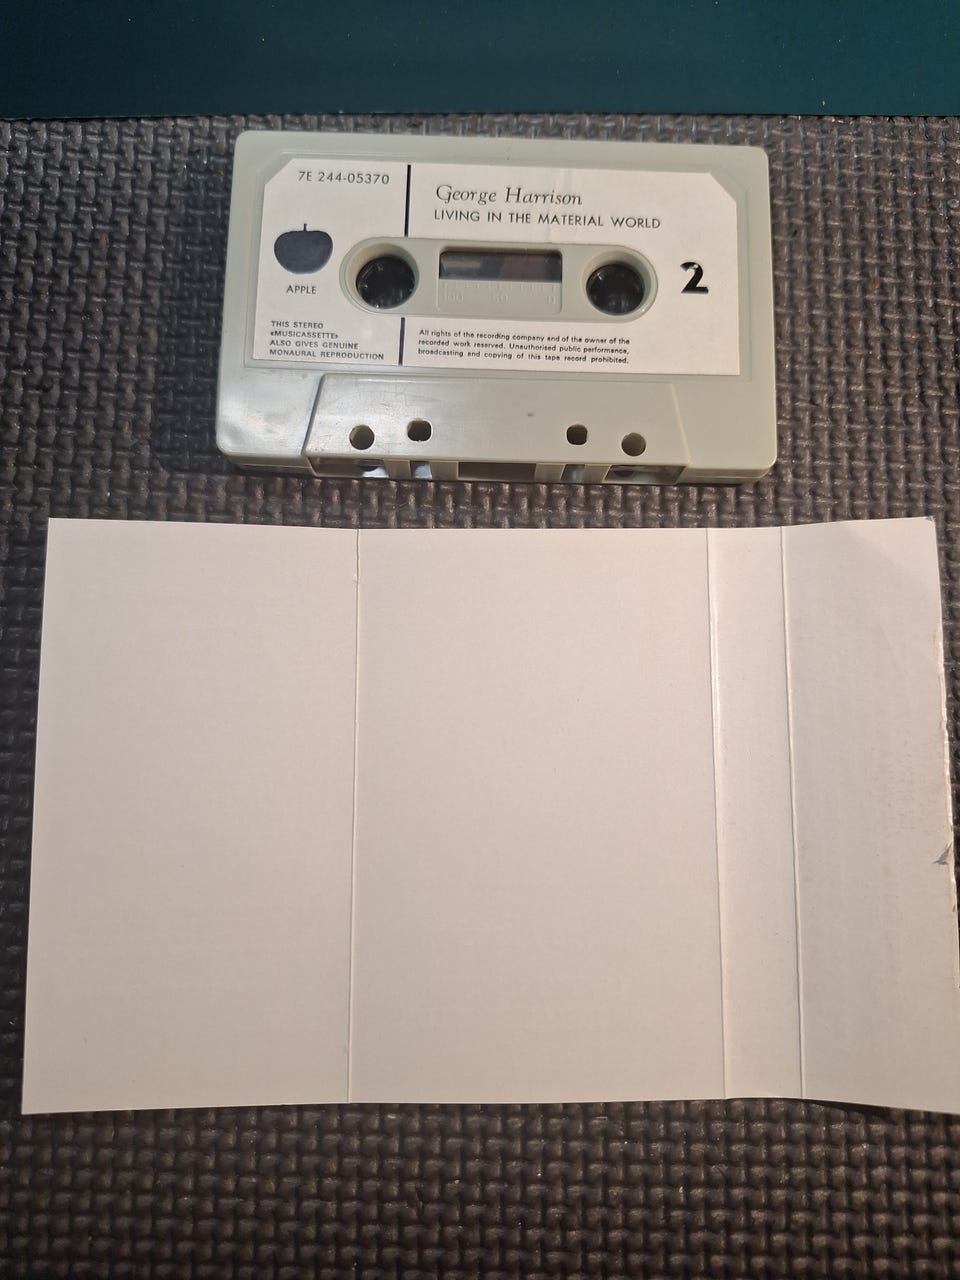 7E 244-05370
George Harrison
LIVING IN THE MATERIAL WORLD
APPLE
2
100 50 0
THIS STEREO
«MUSICASSETTE»
ALSO GIVES GENUINE
MONAURAL REPRODUCTION
All rights of the recording company and of the owner of the
recorded work reserved. Unauthorised public performance,
broadcasting and copying of this tape record prohibited.